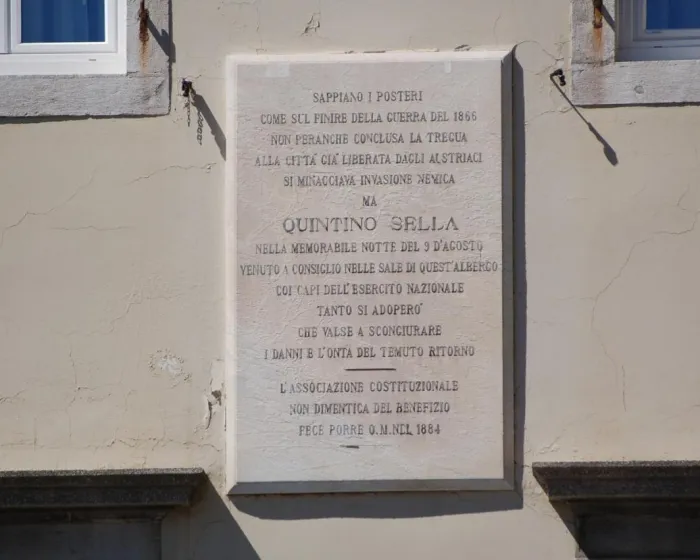 SAPPIANO I POSTERI
COME SUL FINIRE DELLA GUERRA DEL 1866
NON PERANCHE CONCLUSA LA TREGUA
ALLA CITTA' GIA' LIBERATA DAGLI AUSTRIACI
SI MINACCIAVA INVASIONE NEMICA
MA
QUINTINO SELLA
NELLA MEMORABILE NOTTE DEL 9 D'AGOSTO
VENUTO A CONSIGLIO NELLE SALE DI QUEST'ALBERGO
COI CAPI DELL'ESERCITO NAZIONALE
TANTO SI ADOPERO'
CHE VALSE A SCONGIURARE
I DANNI E L'ONTA DEL TEMUTO RITORNO
L'ASSOCIAZIONE COSTITUZIONALE
NON DIMENTICA DEL BENEFIZIO
FECE PORRE Q.M. NEL 1884